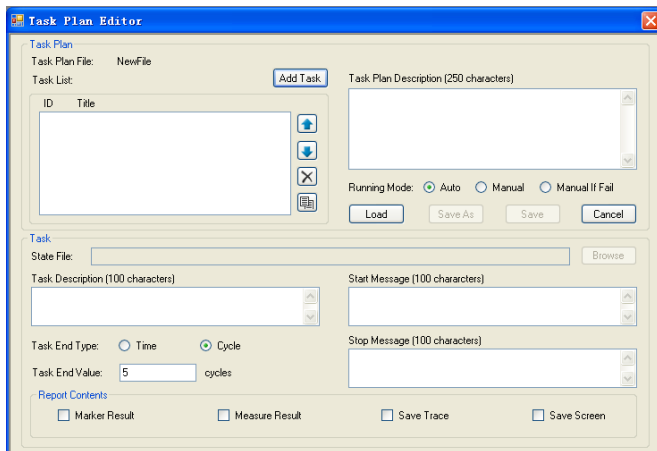 Task Plan Editor
Task Plan
Task Plan File: NewFile
Task List: Add Task
ID Title
Task Plan Description (250 characters)
Running Mode: Auto Manual Manual If Fail
Load Save As Save Cancel
Task
State File: Browse
Task Description (100 characters)
Start Message (100 chararcters)
Task End Type: Time Cycle
Stop Message (100 characters)
Task End Value: 5 cycles
Report Contents
Marker Result Measure Result Save Trace Save Screen